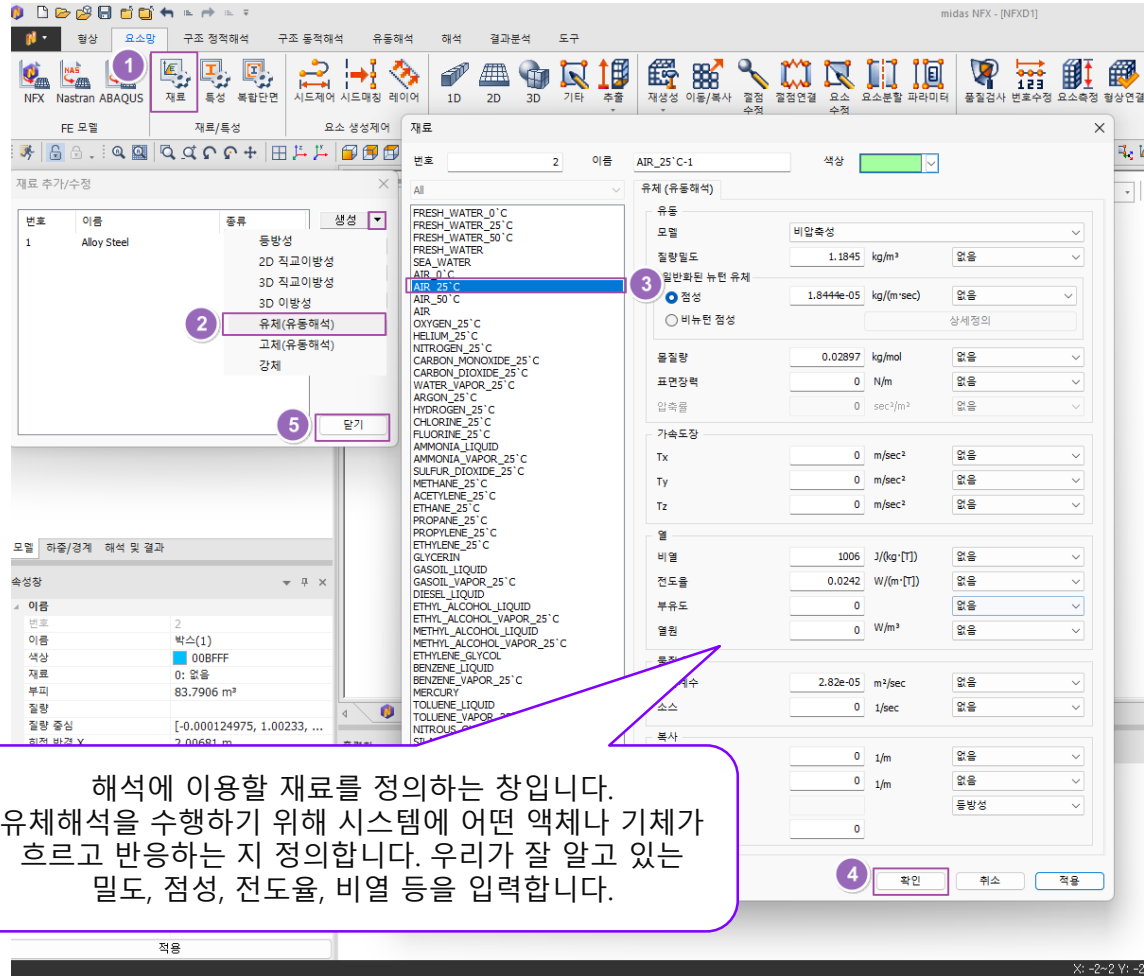 midas NFX - [NFXD1]
형상 요소망 구조 정적해석 구조 동적해석 유동해석 해석 결과분석 도구
1
NFX Nastran ABAQUS 재료 특성 복합단면 시드제어 시드매칭 레이어 1D 2D 3D 기타 추출 재생성 이동/복사 절점 수정 절점연결 요소 수정 요소분할 파라미터 품질검사 번호수정 요소측정 형상연결
FE 모델 재료/특성 요소 생성제어
재료 추가/수정
번호 이름 종류 생성
1 Alloy Steel
등방성
2D 직교이방성
3D 직교이방성
3D 이방성
2 유체(유동해석)
고체(유동해석)
강체
5 닫기
모델 하중/경계 해석 및 결과
속성장
이름
번호 2
이름 박스(1)
색상 00BFFF
재료 0: 없음
부피 83.7906 m³
질량
질량 중심 [-0.000124975, 1.00233, ...
재료
번호 2 이름 AIR_25`C-1 색상
All
FRESH_WATER_0`C
FRESH_WATER_25`C
FRESH_WATER_50`C
FRESH_WATER
SEA_WATER
AIR_0`C
AIR_25`C
AIR_50`C
AIR
OXYGEN_25`C
HELIUM_25`C
NITROGEN_25`C
CARBON_MONOXIDE_25`C
CARBON_DIOXIDE_25`C
WATER_VAPOR_25`C
ARGON_25`C
HYDROGEN_25`C
CHLORINE_25`C
FLUORINE_25`C
AMMONIA_LIQUID
AMMONIA_VAPOR_25`C
SULFUR_DIOXIDE_25`C
METHANE_25`C
ACETYLENE_25`C
ETHANE_25`C
PROPANE_25`C
PROPYLENE_25`C
ETHYLENE_25`C
GLYCERIN
GASOIL_LIQUID
GASOIL_VAPOR_25`C
DIESEL_LIQUID
ETHYL_ALCOHOL_LIQUID
ETHYL_ALCOHOL_VAPOR_25`C
METHYL_ALCOHOL_LIQUID
METHYL_ALCOHOL_VAPOR_25`C
ETHYLENE_GLYCOL
BENZENE_LIQUID
BENZENE_VAPOR_25`C
MERCURY
TOLUENE_LIQUID
유체 (유동해석)
유동
모델 비압축성
질량밀도 1.1845 kg/m³ 없음
일반화된 뉴턴 유체
3 점성 1.8444e-05 kg/(m·sec) 없음
비뉴턴 점성 상세정의
몰질량 0.02897 kg/mol 없음
표면장력 0 N/m 없음
압축률 0 sec²/m² 없음
가속도장
Tx 0 m/sec² 없음
Ty 0 m/sec² 없음
Tz 0 m/sec² 없음
열
비열 1006 J/(kg·[T]) 없음
전도율 0.0242 W/(m·[T]) 없음
부유도 0 없음
열원 0 W/m³ 없음
2.82e-05 m²/sec 없음
소스 0 1/sec 없음
복사
0 1/m 없음
0 1/m 없음
등방성
0
4 확인 취소 적용
해석에 이용할 재료를 정의하는 창입니다.
유체해석을 수행하기 위해 시스템에 어떤 액체나 기체가
흐르고 반응하는 지 정의합니다. 우리가 잘 알고 있는
밀도, 점성, 전도율, 비열 등을 입력합니다.
적용